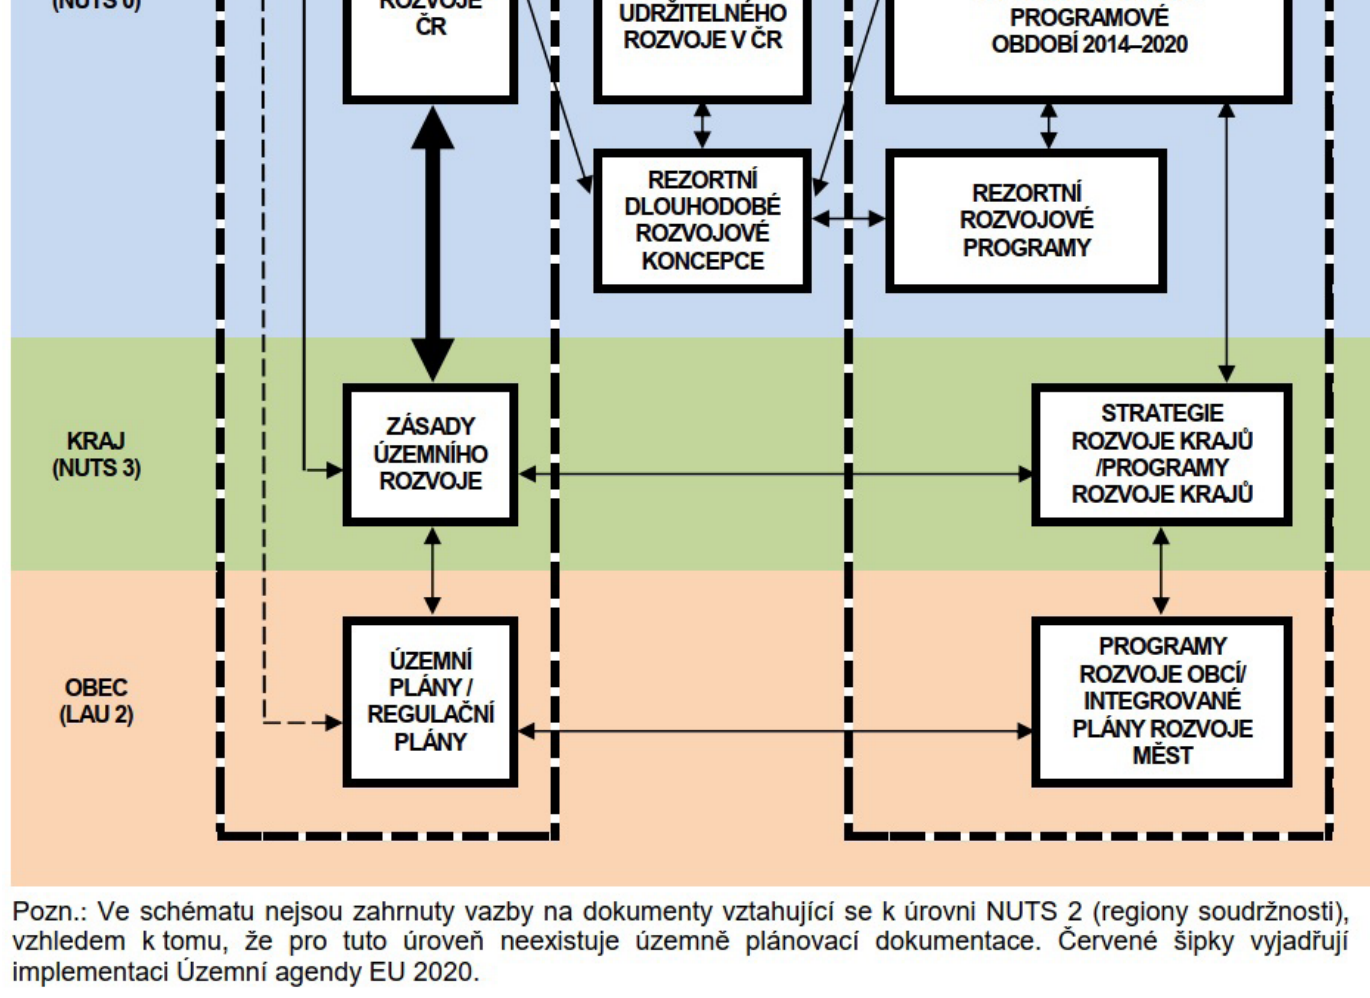 (NUTS 0)
ROZVOJE
ČR
UDRŽITELNÉHO
ROZVOJE V ČR
PROGRAMOVÉ
OBDOBÍ 2014–2020
REZORTNÍ
DLOUHODOBÉ
ROZVOJOVÉ
KONCEPCE
REZORTNÍ
ROZVOJOVÉ
PROGRAMY
KRAJ
(NUTS 3)
ZÁSADY
ÚZEMNÍHO
ROZVOJE
STRATEGIE
ROZVOJE KRAJŮ
/PROGRAMY
ROZVOJE KRAJŮ
OBEC
(LAU 2)
ÚZEMNÍ
PLÁNY /
REGULAČNÍ
PLÁNY
PROGRAMY
ROZVOJE OBCÍ/
INTEGROVANÉ
PLÁNY ROZVOJE
MĚST
Pozn.: Ve schématu nejsou zahrnuty vazby na dokumenty vztahující se k úrovni NUTS 2 (regiony soudržnosti),
vzhledem k tomu, že pro tuto úroveň neexistuje územně plánovací dokumentace. Červené šipky vyjadřují
implementaci Územní agendy EU 2020.